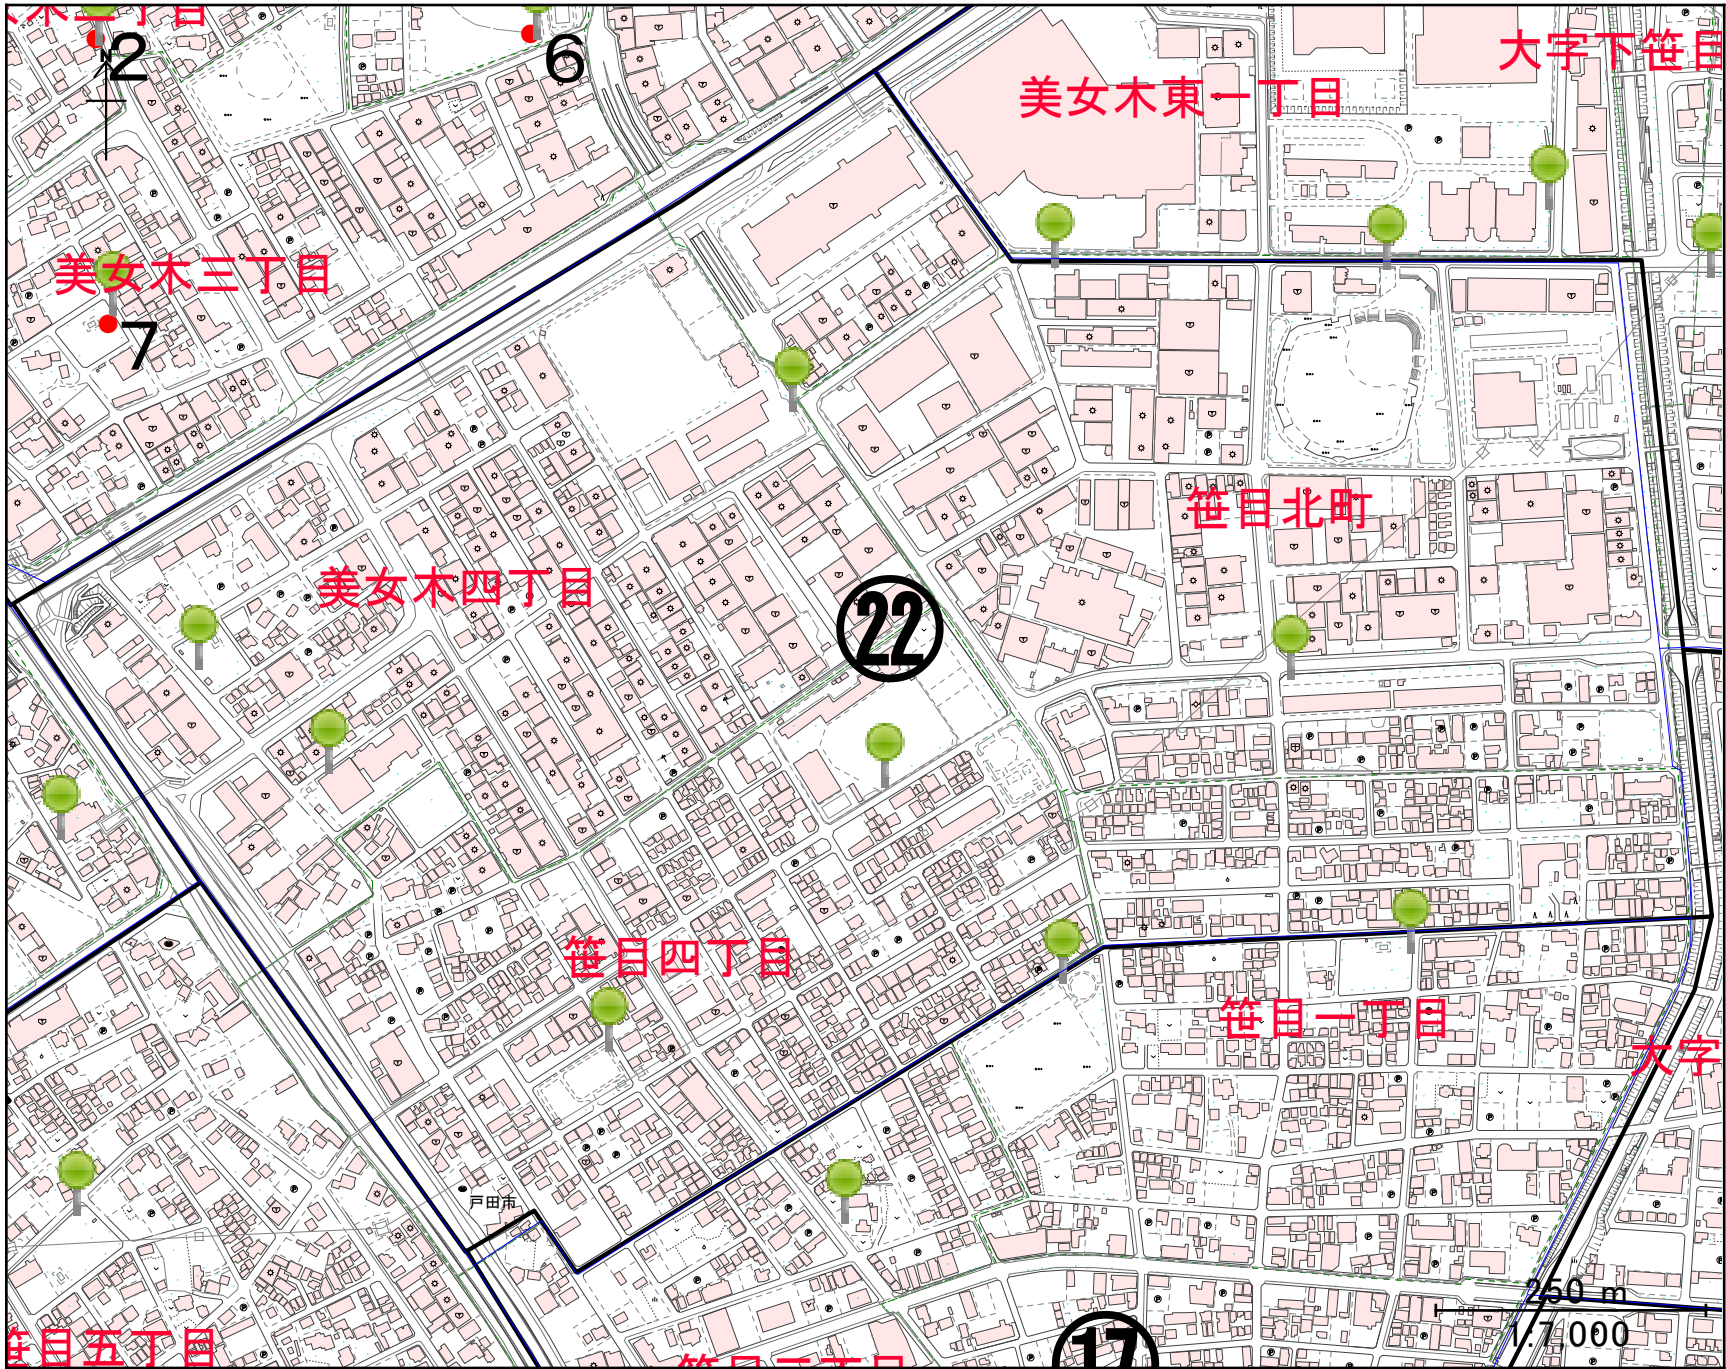 2
6
大字下笹目
美女木東一丁目
美女木三丁目
7
笹目北町
美女木四丁目
22
笹目四丁目
笹目一丁目
大字
戸田市
250 m
1:7,000
笹目五丁目
17